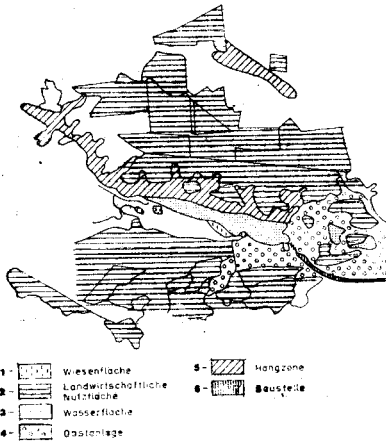 1 - Wiesenfläche
2 - Landwirtschaftliche
Nutzfläche
3 - Wasserfläche
4 - Obstanlage
5 - Hangzone
6 - Baustelle